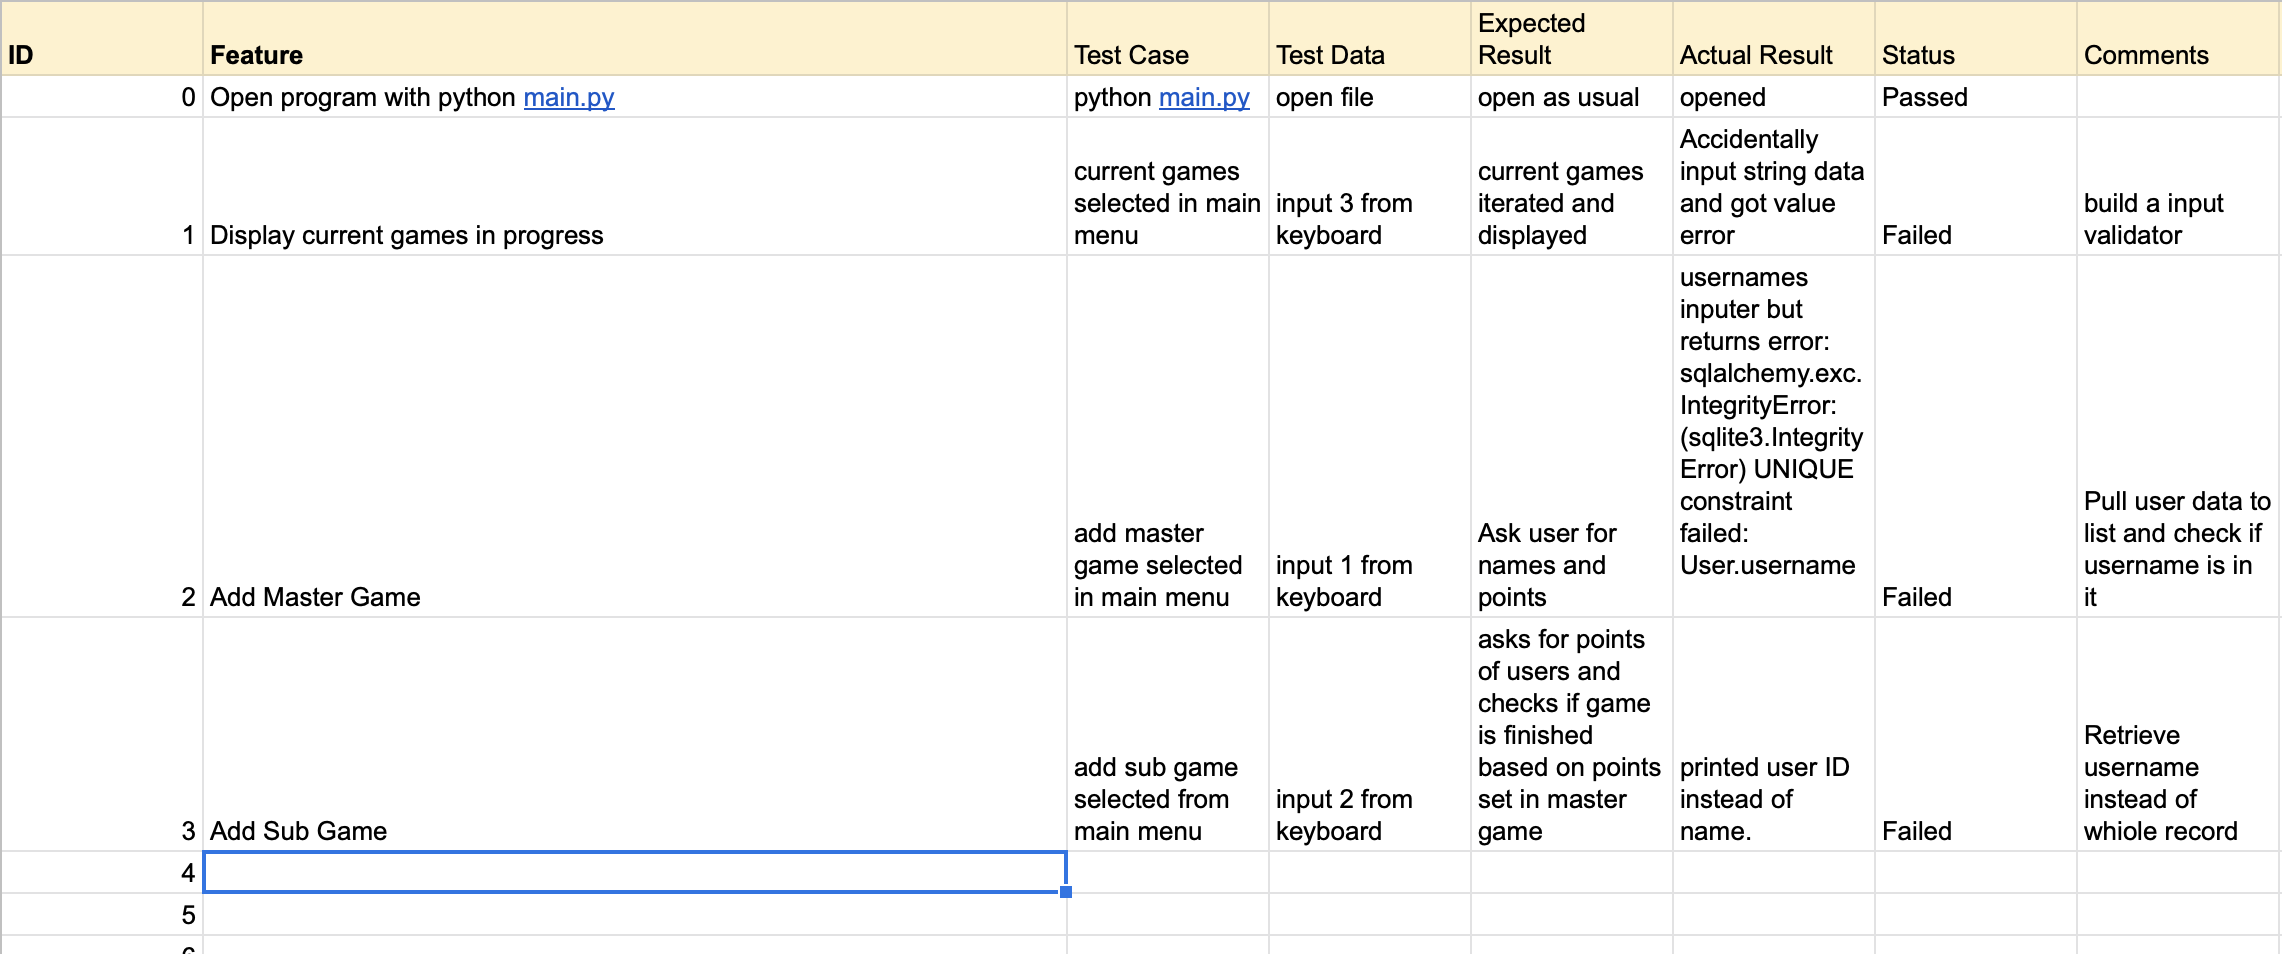 ID
Feature
Test Case
Test Data
Expected
Result
Actual Result
Status
Comments
0
Open program with python main.py
python main.py
open file
open as usual
opened
Passed
1
Display current games in progress
current games
selected in main
menu
input 3 from
keyboard
current games
iterated and
displayed
Accidentally
input string data
and got value
error
Failed
build a input
validator
2
Add Master Game
add master
game selected
in main menu
input 1 from
keyboard
Ask user for
names and
points
usernames
inputer but
returns error:
sqlalchemy.exc.
IntegrityError:
(sqlite3.Integrity
Error) UNIQUE
constraint
failed:
User.username
Failed
Pull user data to
list and check if
username is in
it
3
Add Sub Game
add sub game
selected from
main menu
input 2 from
keyboard
asks for points
of users and
checks if game
is finished
based on points
set in master
game
printed user ID
instead of
name.
Failed
Retrieve
username
instead of
whiole record
4
5